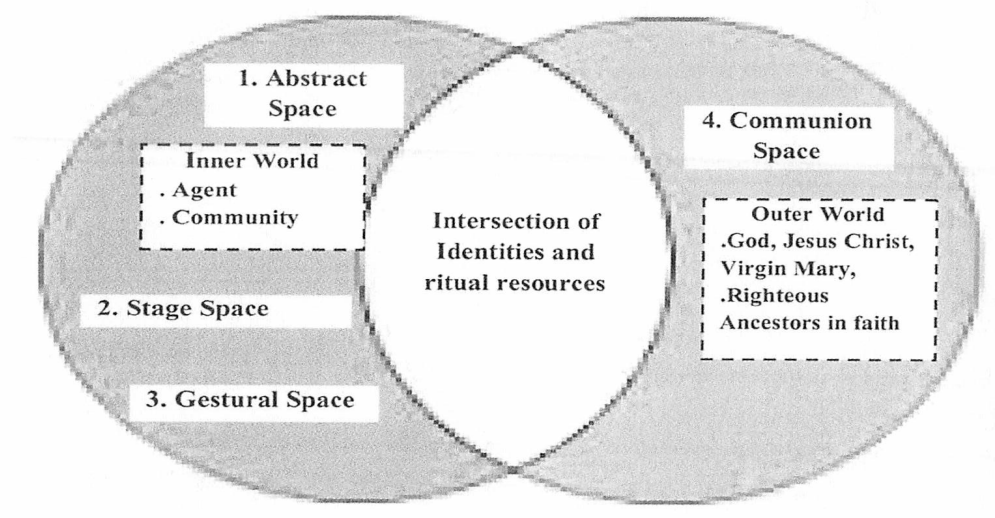 1. Abstract
Space
Inner World
. Agent
. Community
2. Stage Space
3. Gestural Space
Intersection of
Identities and
ritual resources
4. Communion
Space
Outer World
.God, Jesus Christ,
Virgin Mary,
.Righteous
Ancestors in faith